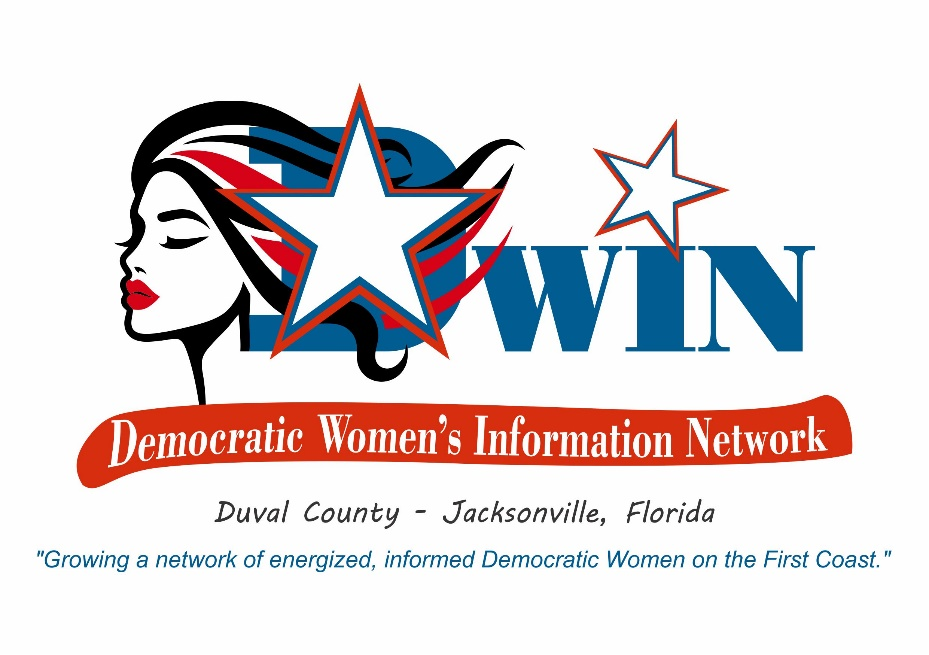 DWIN
Democratic Women's Information Network
Duval County - Jacksonville, Florida
"Growing a network of energized, informed Democratic Women on the First Coast."